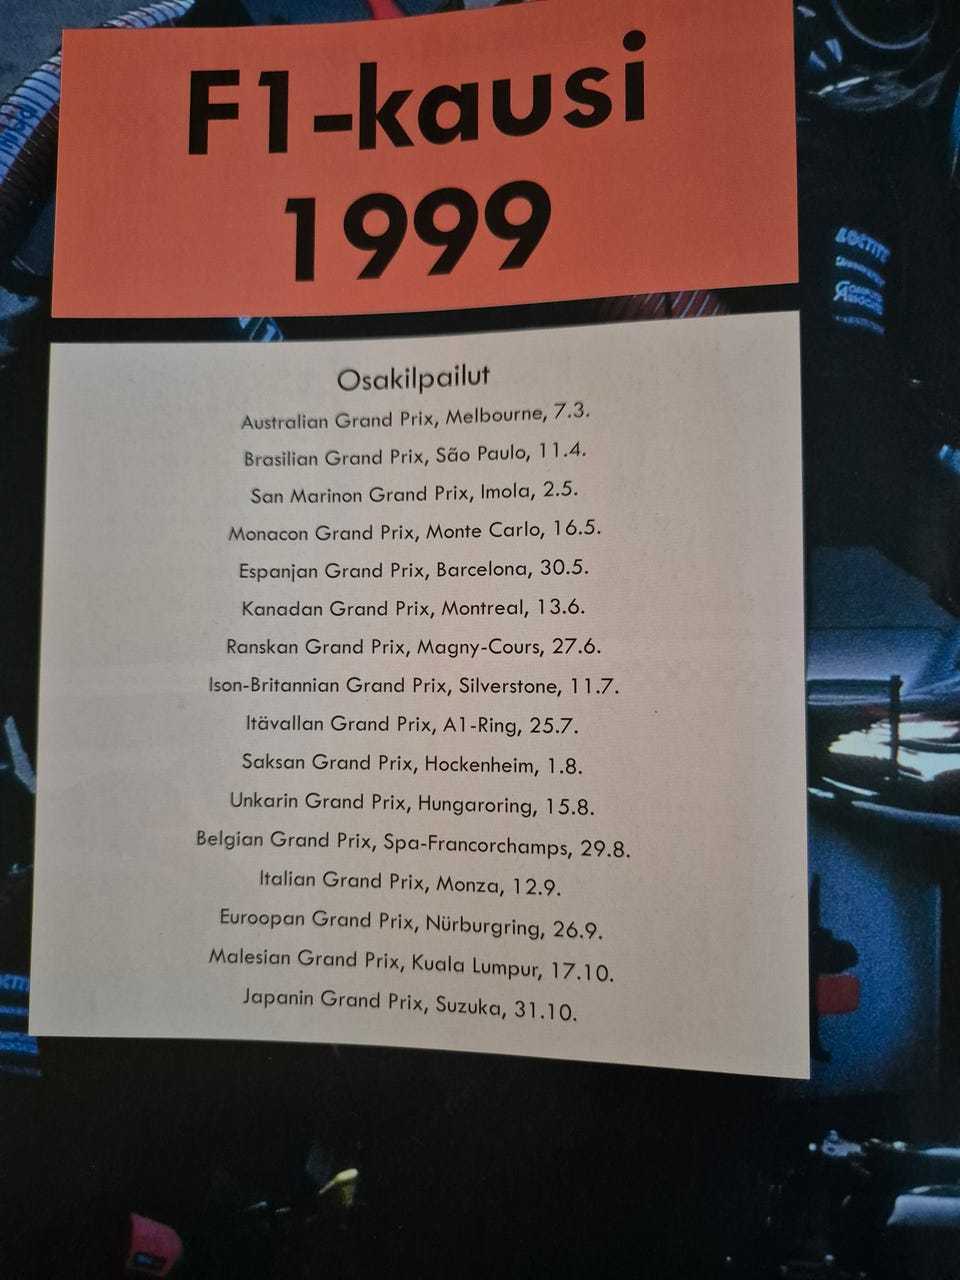 F1-kausi
1999
LOCTITE
Osakilpailut
Australian Grand Prix, Melbourne, 7.3.
Brasilian Grand Prix, São Paulo, 11.4.
San Marinon Grand Prix, Imola, 2.5.
Monacon Grand Prix, Monte Carlo, 16.5.
Espanjan Grand Prix, Barcelona, 30.5.
Kanadan Grand Prix, Montreal, 13.6.
Ranskan Grand Prix, Magny-Cours, 27.6.
Ison-Britannian Grand Prix, Silverstone, 11.7.
Itävallan Grand Prix, A1-Ring, 25.7.
Saksan Grand Prix, Hockenheim, 1.8.
Unkarin Grand Prix, Hungaroring, 15.8.
Belgian Grand Prix, Spa-Francorchamps, 29.8.
Italian Grand Prix, Monza, 12.9.
Euroopan Grand Prix, Nürburgring, 26.9.
Malesian Grand Prix, Kuala Lumpur, 17.10.
Japanin Grand Prix, Suzuka, 31.10.